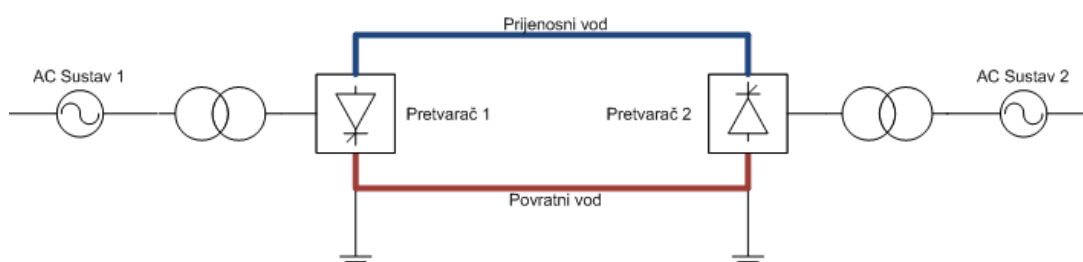 Prijenosni vod
AC Sustav 1
AC Sustav 2
Pretvarač 1
Pretvarač 2
Povratni vod